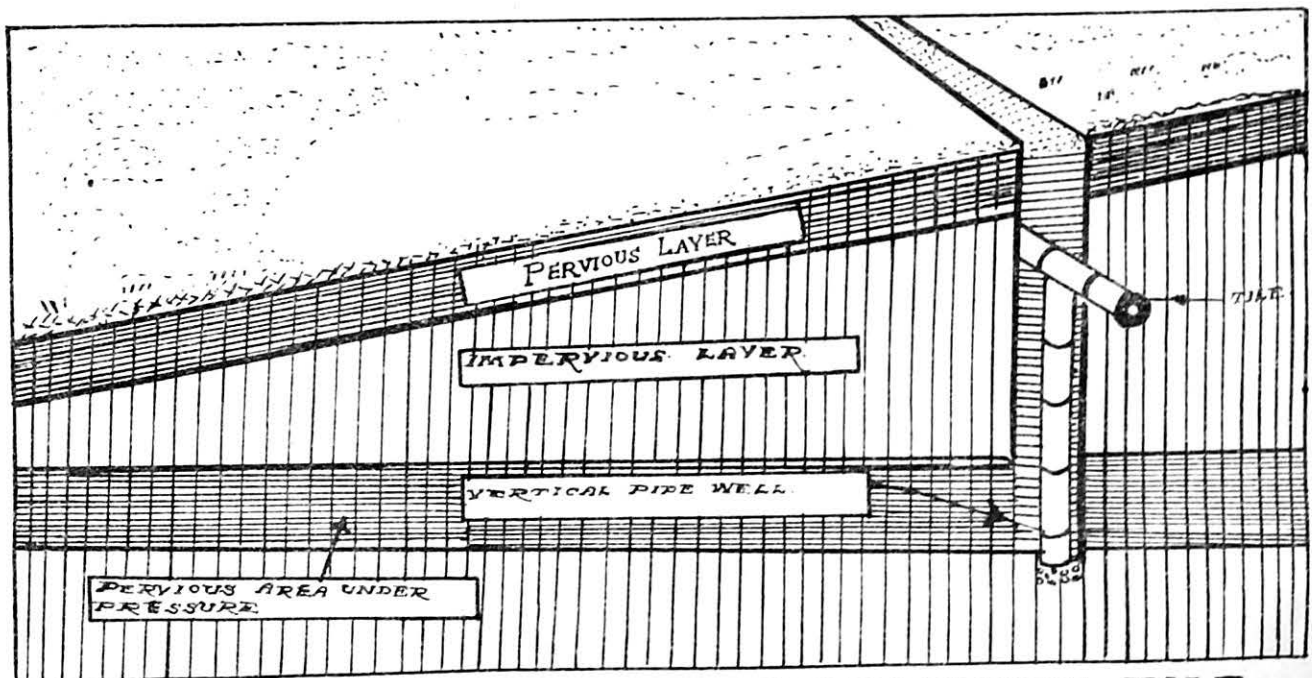 PERVIOUS LAYER
TILE
IMPERVIOUS LAYER
VERTICAL PIPE WELL
PERVIOUS AREA UNDER
PRESSURE